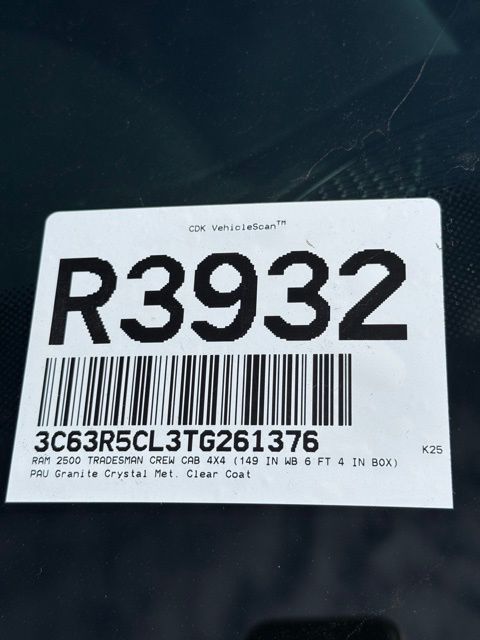 CDK VehicleScan™
R3932
3C63R5CL3TG261376
RAM 2500 TRADESMAN CREW CAB 4X4 (149 IN WB 6 FT 4 IN BOX)
K25
PAU Granite Crystal Met. Clear Coat